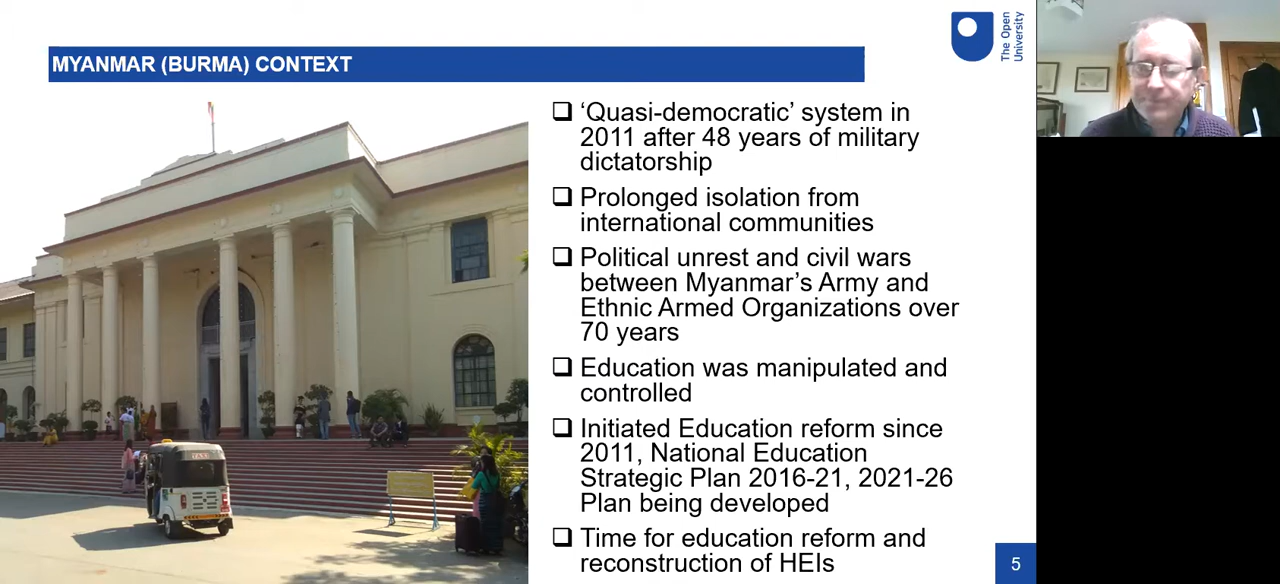 MYANMAR (BURMA) CONTEXT
The Open
University
❑ ‘Quasi-democratic’ system in
2011 after 48 years of military
dictatorship
❑ Prolonged isolation from
international communities
❑ Political unrest and civil wars
between Myanmar’s Army and
Ethnic Armed Organizations over
70 years
❑ Education was manipulated and
controlled
❑ Initiated Education reform since
2011, National Education
Strategic Plan 2016-21, 2021-26
Plan being developed
❑ Time for education reform and
reconstruction of HEIs
TAXI
5